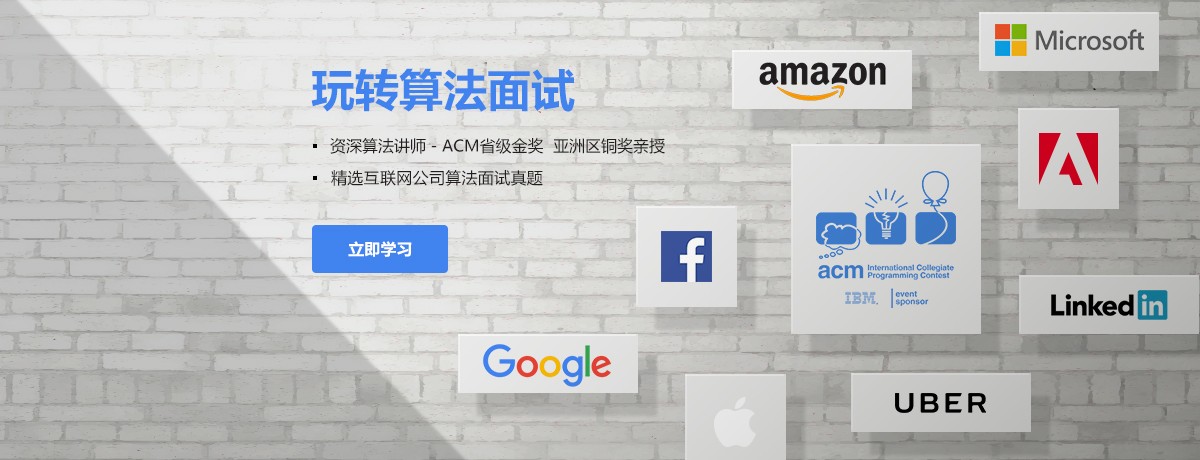 玩转算法面试
资深算法讲师 - ACM省级金奖 亚洲区铜奖亲授
精选互联网公司算法面试真题
立即学习
Microsoft
amazon
f
acm International Collegiate
Programming Contest
IBM. event
sponsor
Linked in
Google
UBER